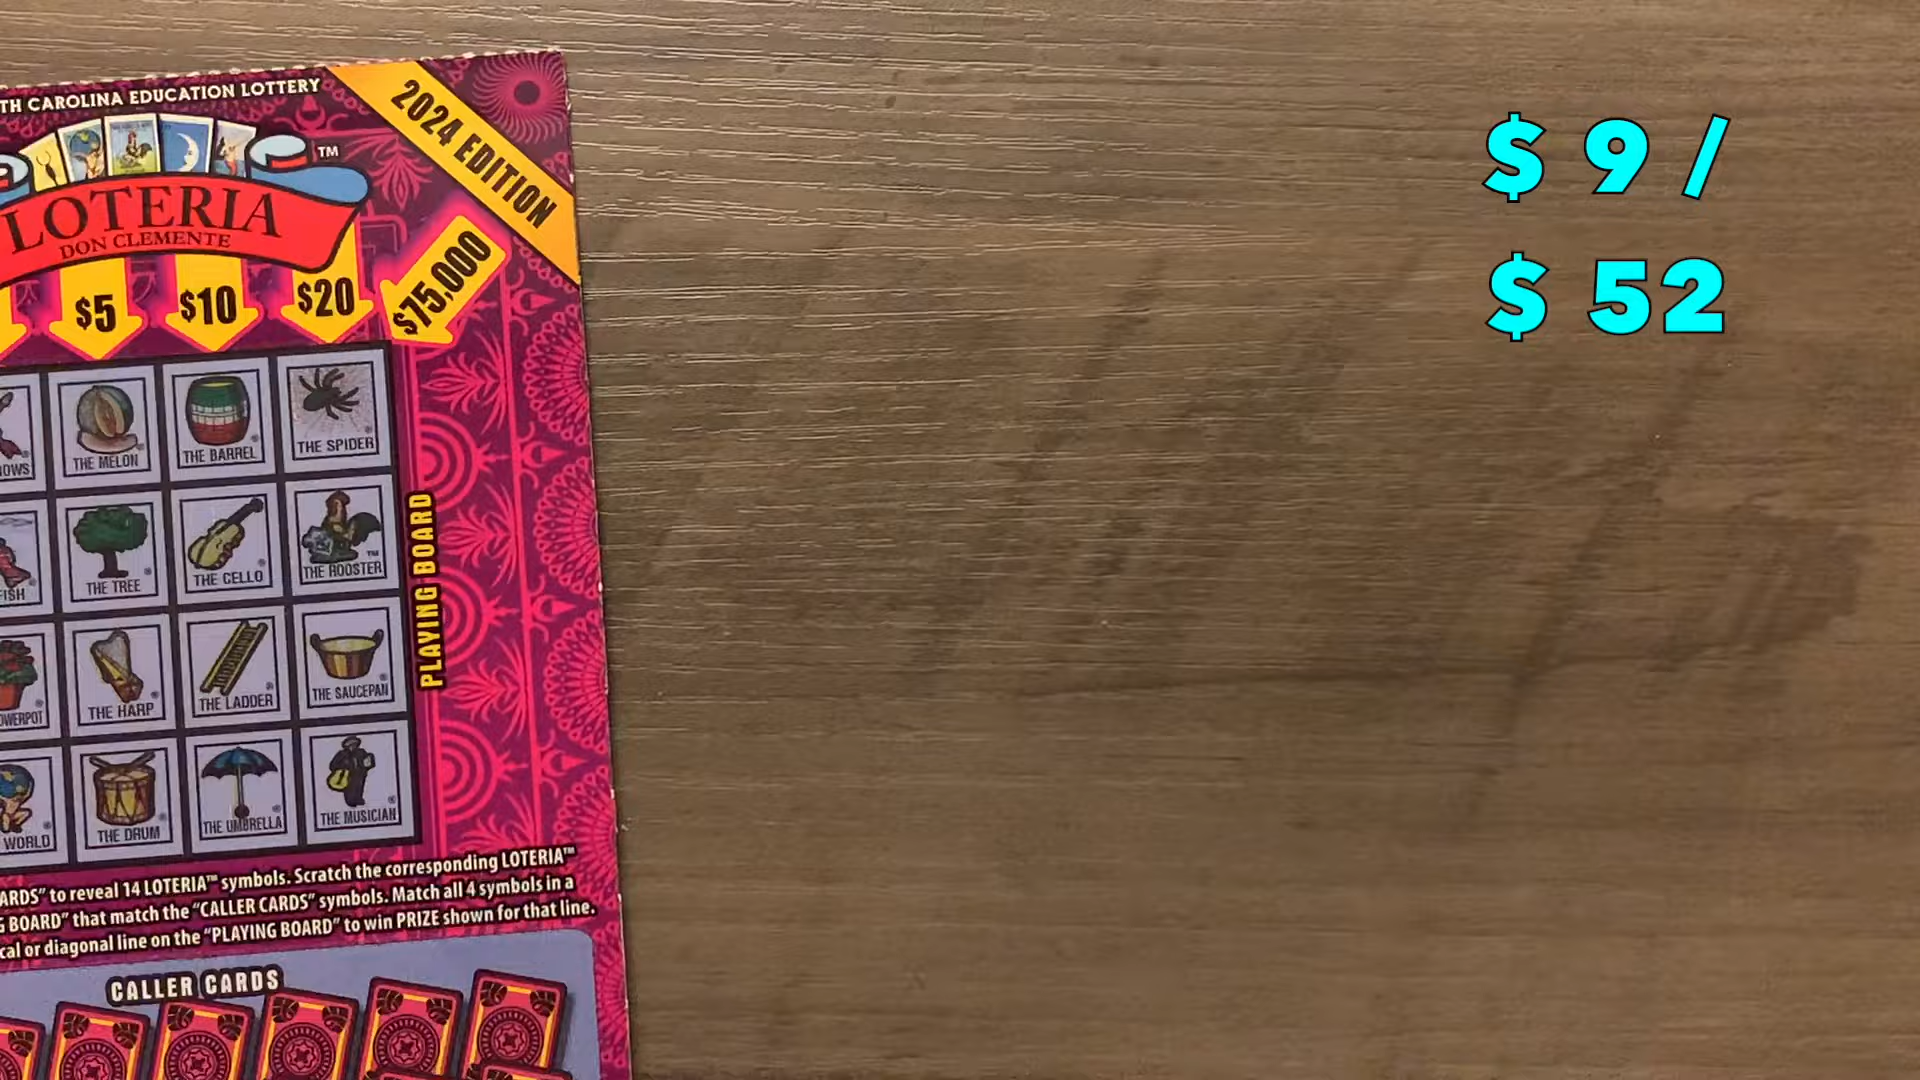 CAROLINA EDUCATION LOTTERY
2024 EDITION
$ 9 /
$ 52
™
LOTERIA
DON CLEMENTE
$5
$10
$20
$75,000
THE MELON
THE BARREL
THE SPIDER
THE TREE
THE CELLO
THE ROOSTER
THE HARP
THE LADDER
THE SAUCEPAN
WORLD
THE DRUM
THE UMBRELLA
THE MUSICIAN
PLAYING BOARD
to reveal 14 LOTERIA™ symbols. Scratch the corresponding LOTERIA™
BOARD" that match the "CALLER CARDS" symbols. Match all 4 symbols in a
or diagonal line on the "PLAYING BOARD" to win PRIZE shown for that line.
CALLER CARDS